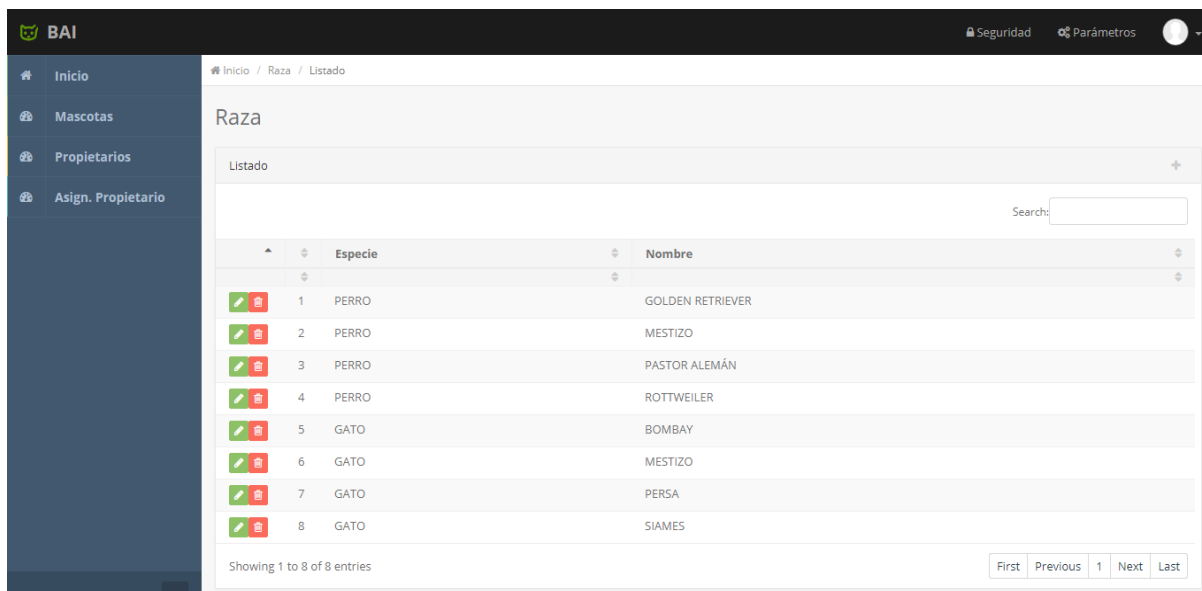 BAI
Seguridad
Parámetros
Inicio
Mascotas
Propietarios
Asign. Propietario
Inicio / Raza / Listado
Raza
Listado
Search:
Especie Nombre
1 PERRO GOLDEN RETRIEVER
2 PERRO MESTIZO
3 PERRO PASTOR ALEMÁN
4 PERRO ROTTWEILER
5 GATO BOMBAY
6 GATO MESTIZO
7 GATO PERSA
8 GATO SIAMES
Showing 1 to 8 of 8 entries
First Previous 1 Next Last